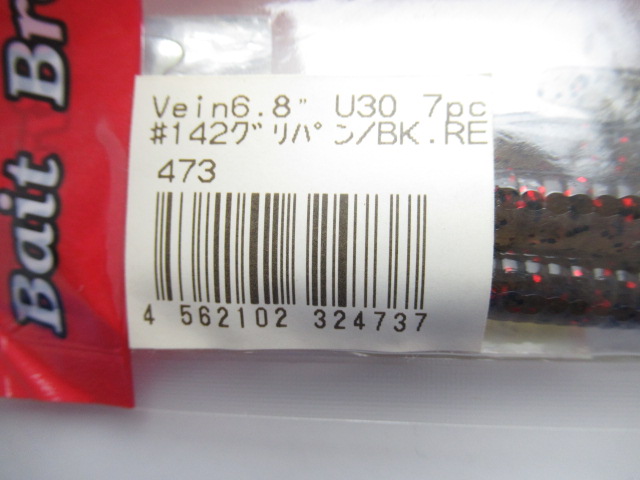 Bait Br
Vein6.8" U30 7pc
#142グリパン/BK.RE
473
4 562102 324737